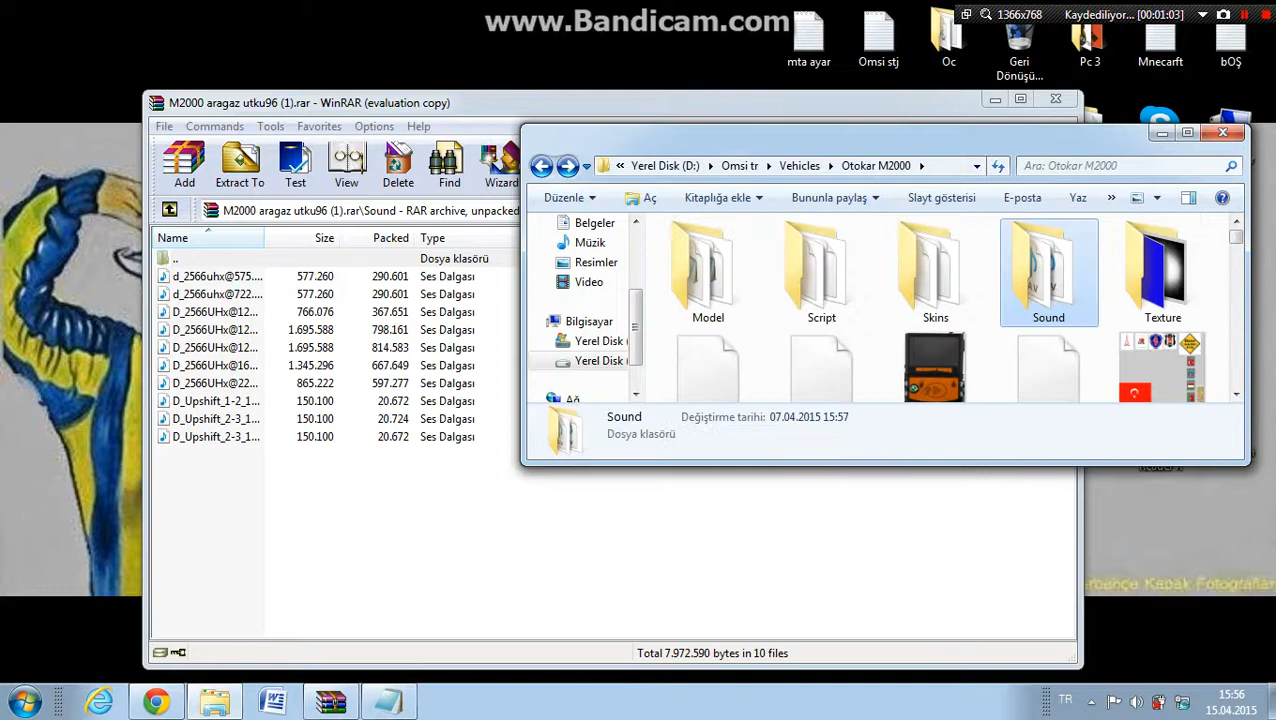 www.Bandicam.com
1366x768
Kaydediliyor... [00:01:03]
mta ayar
Omsi stj
Oc
Geri
Dönüşü...
Pc 3
Mnecarft
bOŞ
M2000 aragaz utku96 (1).rar - WinRAR (evaluation copy)
File Commands Tools Favorites Options Help
Add Extract To Test View Delete Find Wizard
M2000 aragaz utku96 (1).rar\Sound - RAR archive, unpacked
Name Size Packed Type
.. Dosya klasörü
d_2566uhx@575.... 577.260 290.601 Ses Dalgası
d_2566uhx@722.... 577.260 290.601 Ses Dalgası
D_2566UHx@12... 766.076 367.651 Ses Dalgası
D_2566UHx@12... 1.695.588 798.161 Ses Dalgası
D_2566UHx@12... 1.695.588 814.583 Ses Dalgası
D_2566UHx@16... 1.345.296 667.649 Ses Dalgası
D_2566UHx@22... 865.222 597.277 Ses Dalgası
D_Upshift_1-2_1... 150.100 20.672 Ses Dalgası
D_Upshift_2-3_1... 150.100 20.724 Ses Dalgası
D_Upshift_2-3_1... 150.100 20.672 Ses Dalgası
Total 7.972.590 bytes in 10 files
« Yerel Disk (D:) Omsi tr Vehicles Otokar M2000
Ara: Otokar M2000
Düzenle Aç Kitaplığa ekle Bununla paylaş Slayt gösterisi E-posta Yaz »
Belgeler
Müzik
Resimler
Video
Bilgisayar
Yerel Disk
Yerel Disk
Ağ
Model Script Skins Sound Texture
Sound Değiştirme tarihi: 07.04.2015 15:57
Dosya klasörü
Kapak Fotoğrafları
TR
15:56
15.04.2015